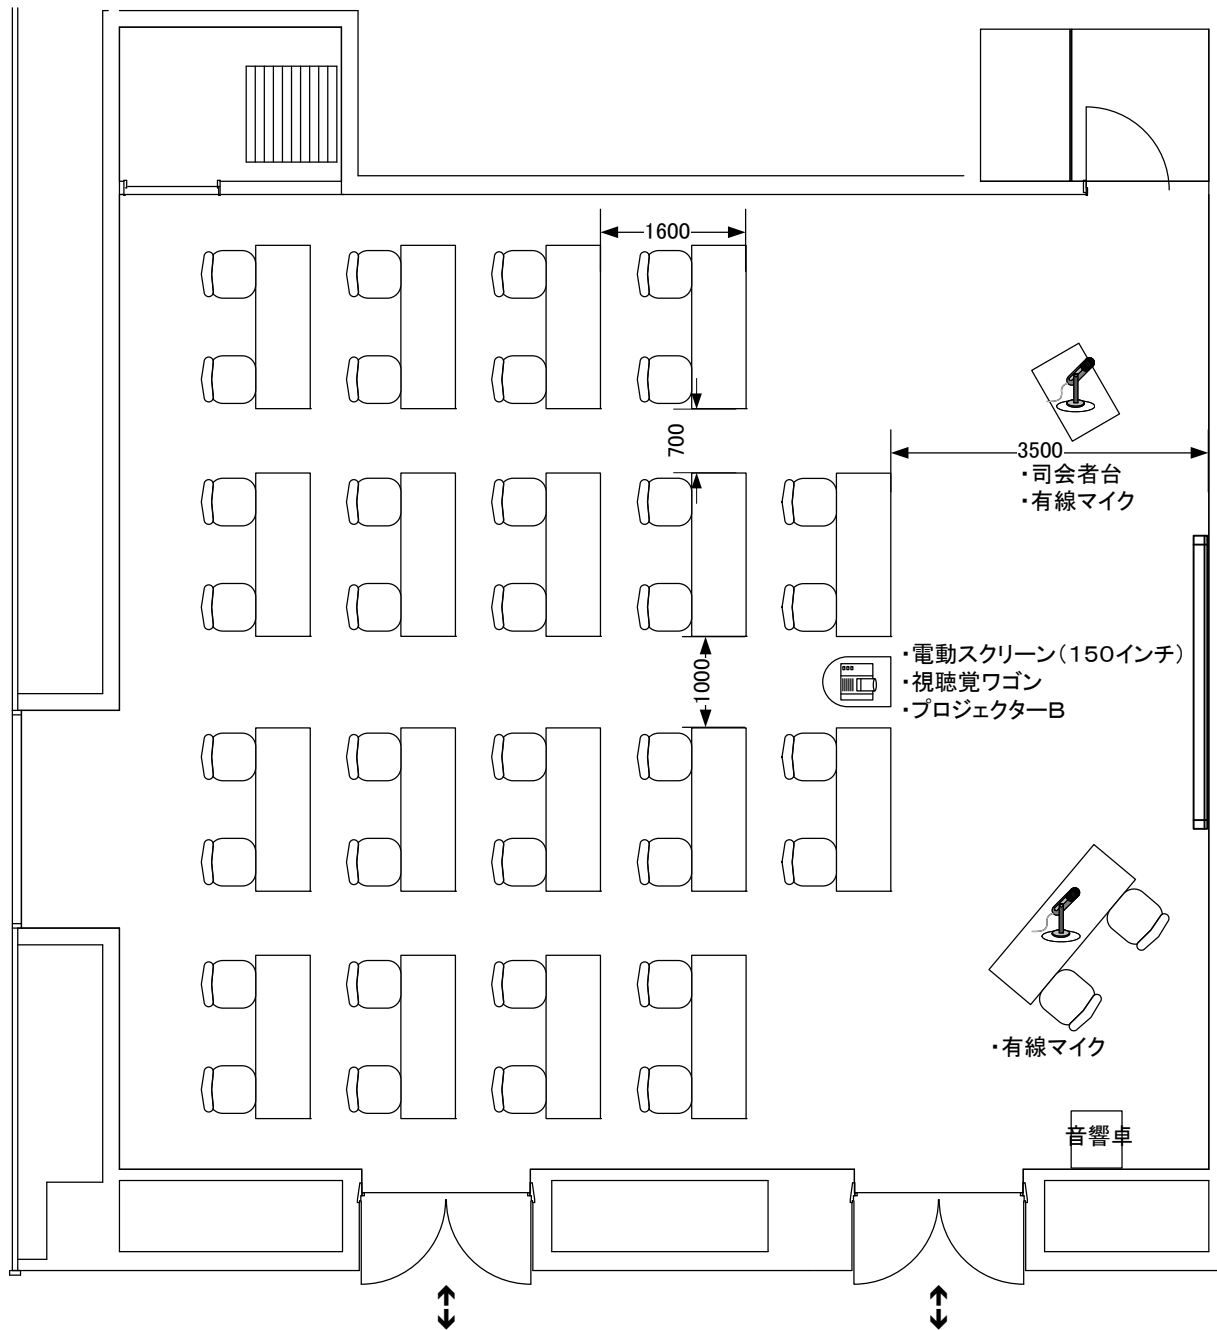 1600
700
3500
・司会者台
・有線マイク
1000
・電動スクリーン(150インチ)
・視聴覚ワゴン
・プロジェクターB
・有線マイク
音響卓